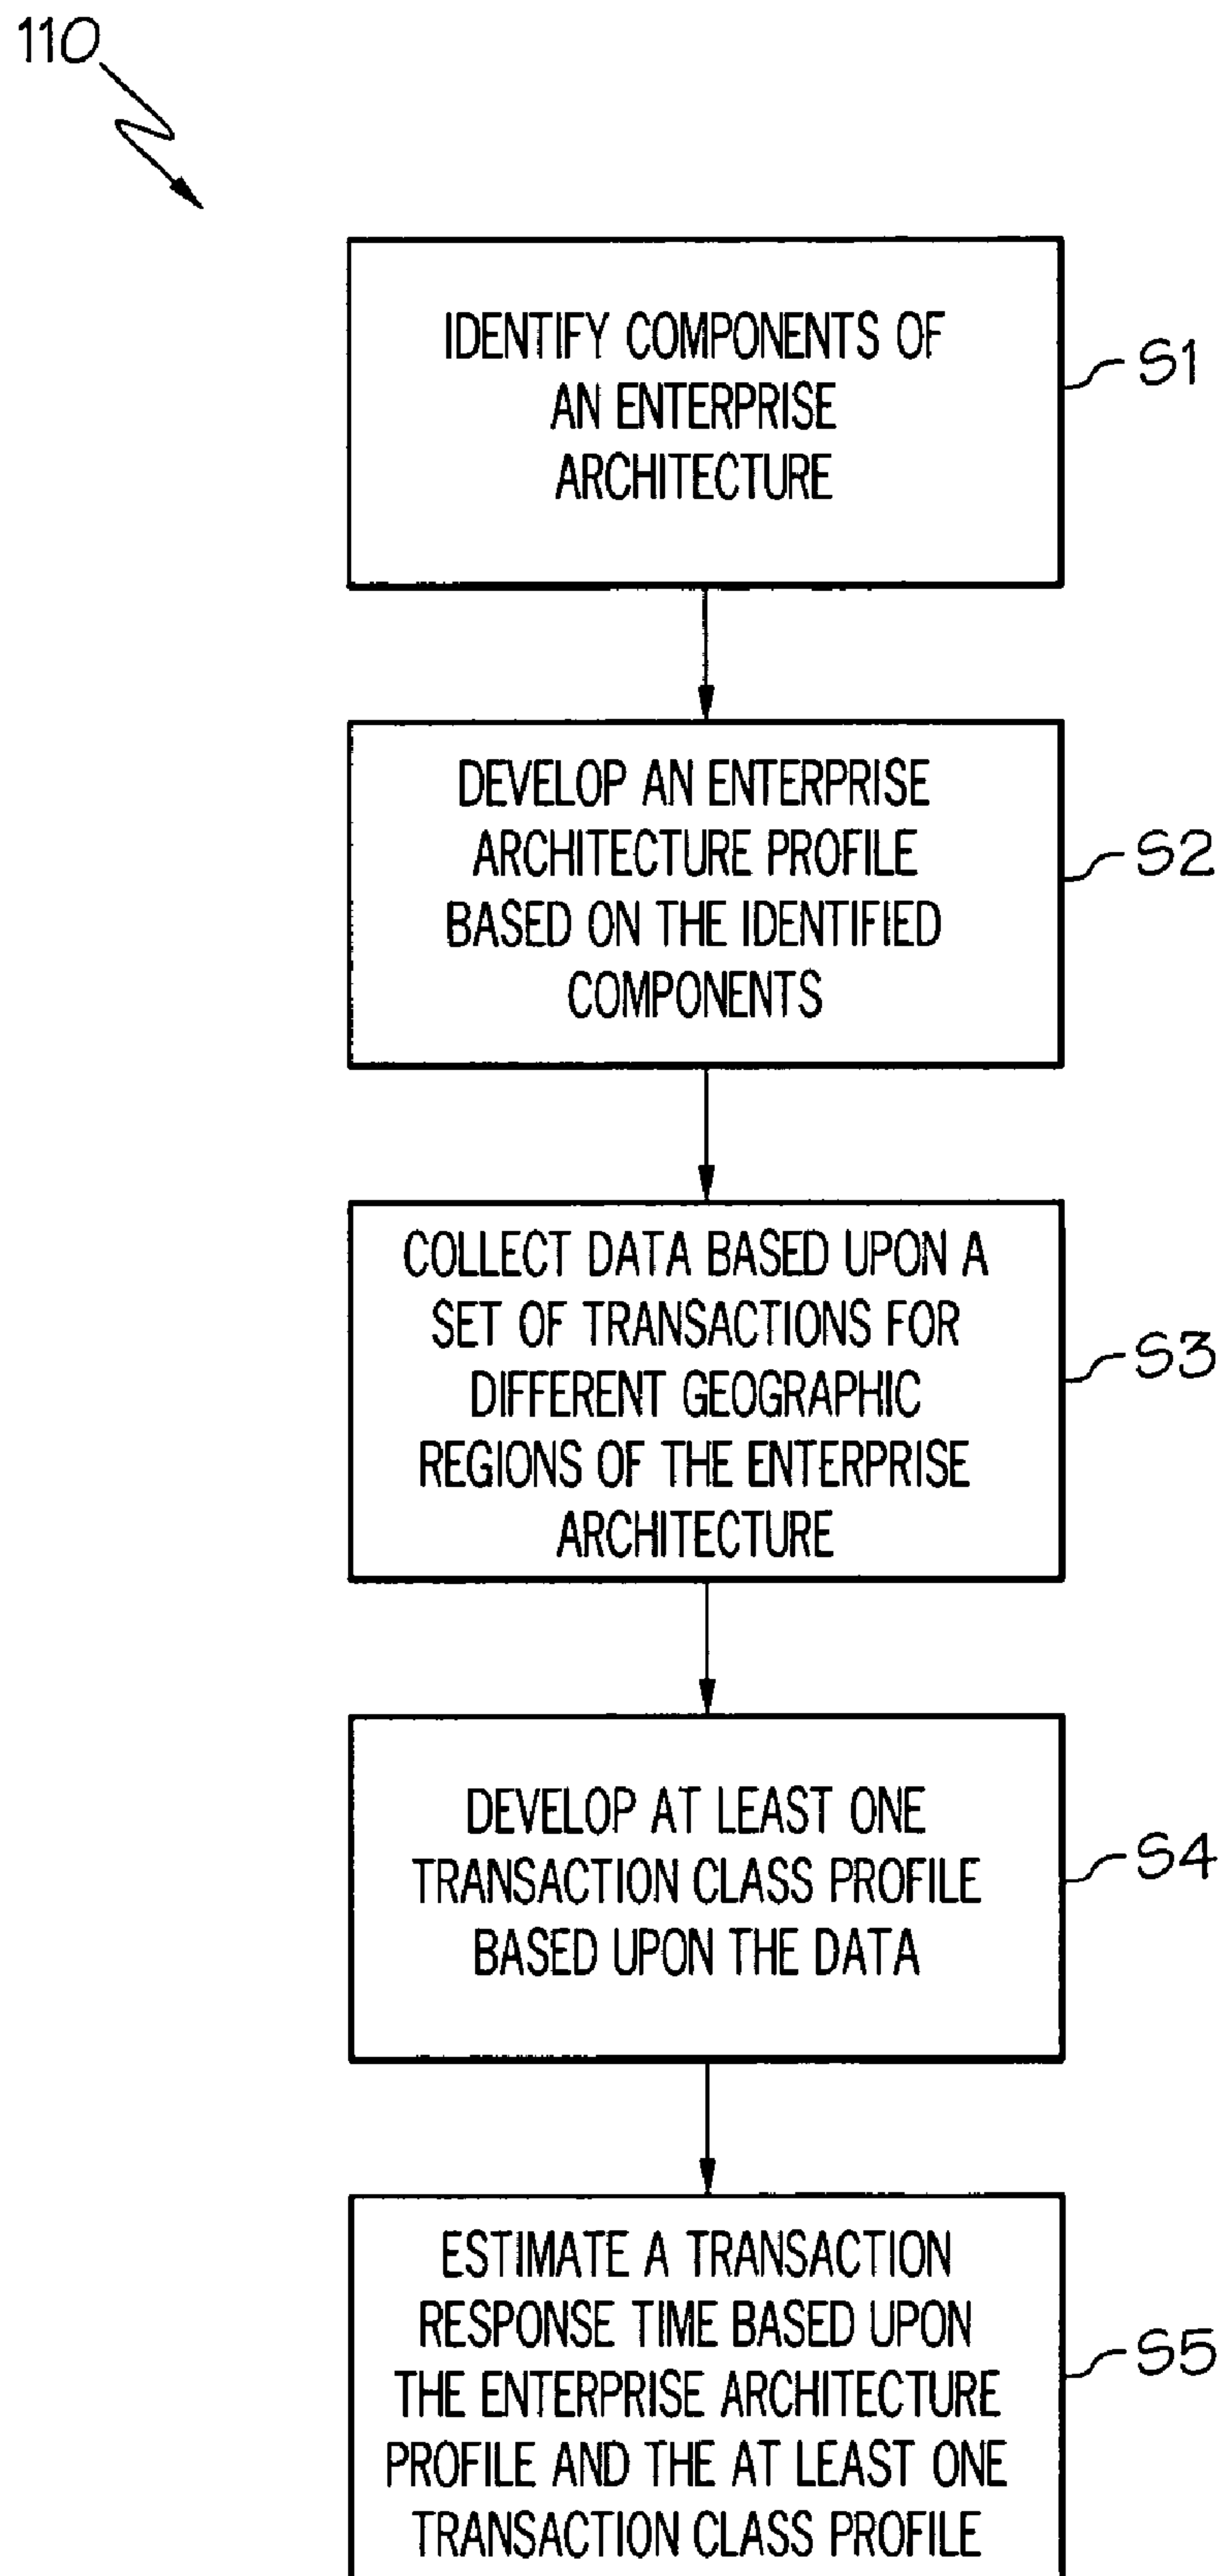 110
IDENTIFY COMPONENTS OF
AN ENTERPRISE
ARCHITECTURE
S1
DEVELOP AN ENTERPRISE
ARCHITECTURE PROFILE
BASED ON THE IDENTIFIED
COMPONENTS
S2
COLLECT DATA BASED UPON A
SET OF TRANSACTIONS FOR
DIFFERENT GEOGRAPHIC
REGIONS OF THE ENTERPRISE
ARCHITECTURE
S3
DEVELOP AT LEAST ONE
TRANSACTION CLASS PROFILE
BASED UPON THE DATA
S4
ESTIMATE A TRANSACTION
RESPONSE TIME BASED UPON
THE ENTERPRISE ARCHITECTURE
PROFILE AND THE AT LEAST ONE
TRANSACTION CLASS PROFILE
S5